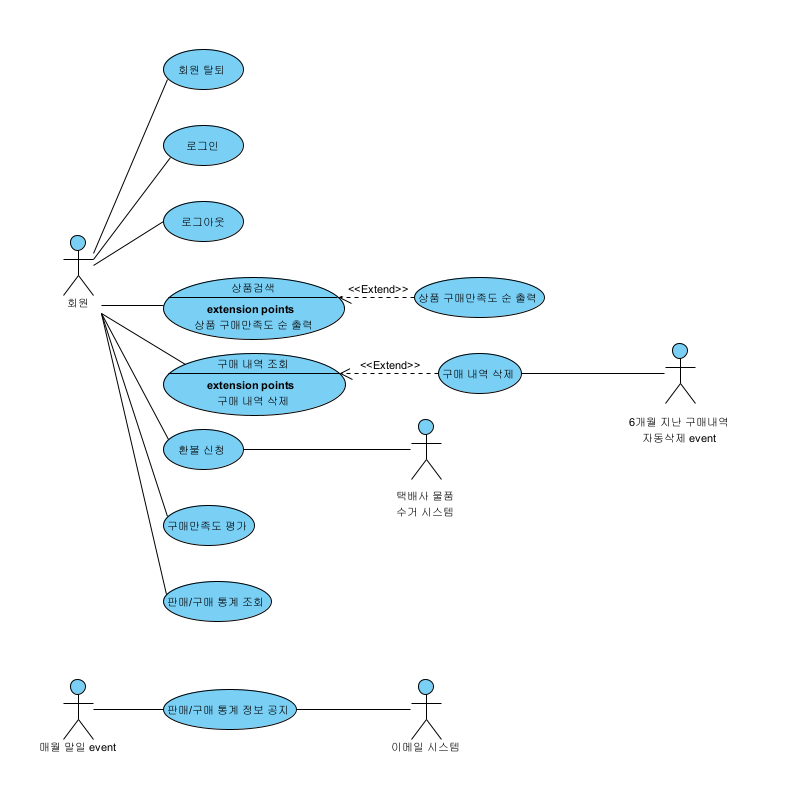 회원 탈퇴
로그인
로그아웃
회원
상품검색
extension points
상품 구매만족도 순 출력
<<Extend>>
상품 구매만족도 순 출력
구매 내역 조회
extension points
구매 내역 삭제
<<Extend>>
구매 내역 삭제
6개월 지난 구매내역
자동삭제 event
환불 신청
택배사 물품
수거 시스템
구매만족도 평가
판매/구매 통계 조회
매월 말일 event
판매/구매 통계 정보 공지
이메일 시스템